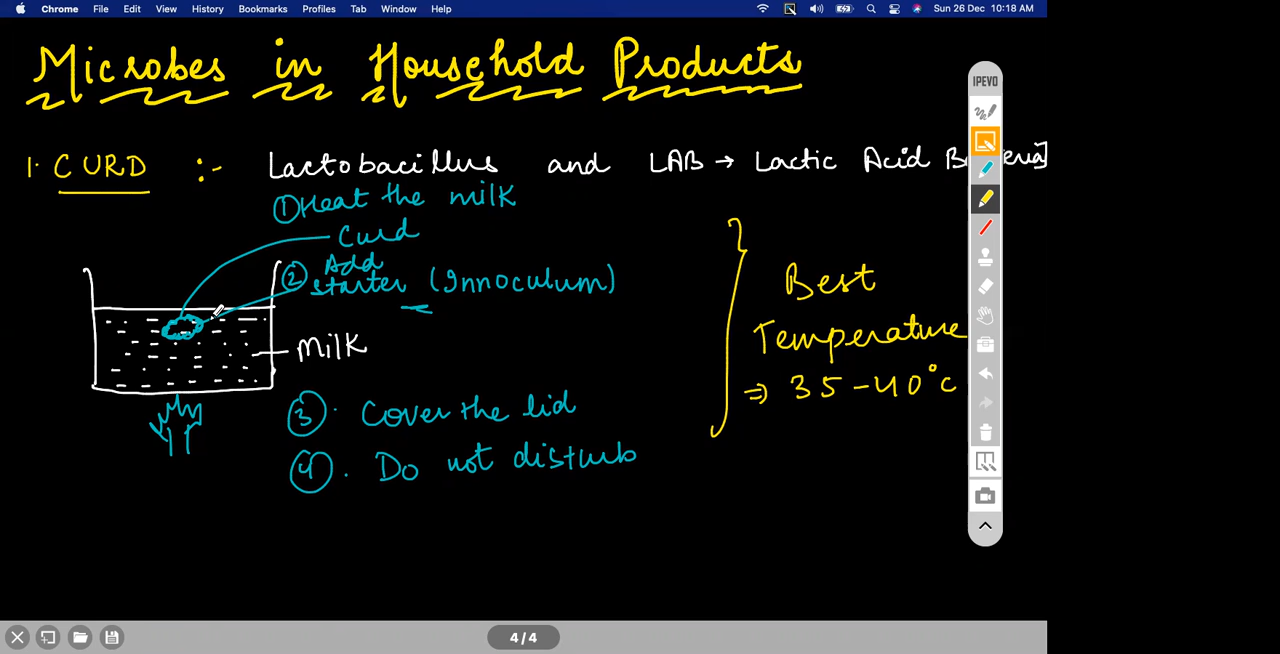 Chrome File Edit View History Bookmarks Profiles Tab Window Help Sun 26 Dec 10:18 AM
Microbes in Household Products
IPEVO
1. CURD :- Lactobacillus and LAB → Lactic Acid B eria]
① Heat the milk
Curd
② Add
starter (Innoculum)
Milk
③. Cover the lid
④. Do not disturb
Best
Temperature
⇒ 35-40°C
4/4